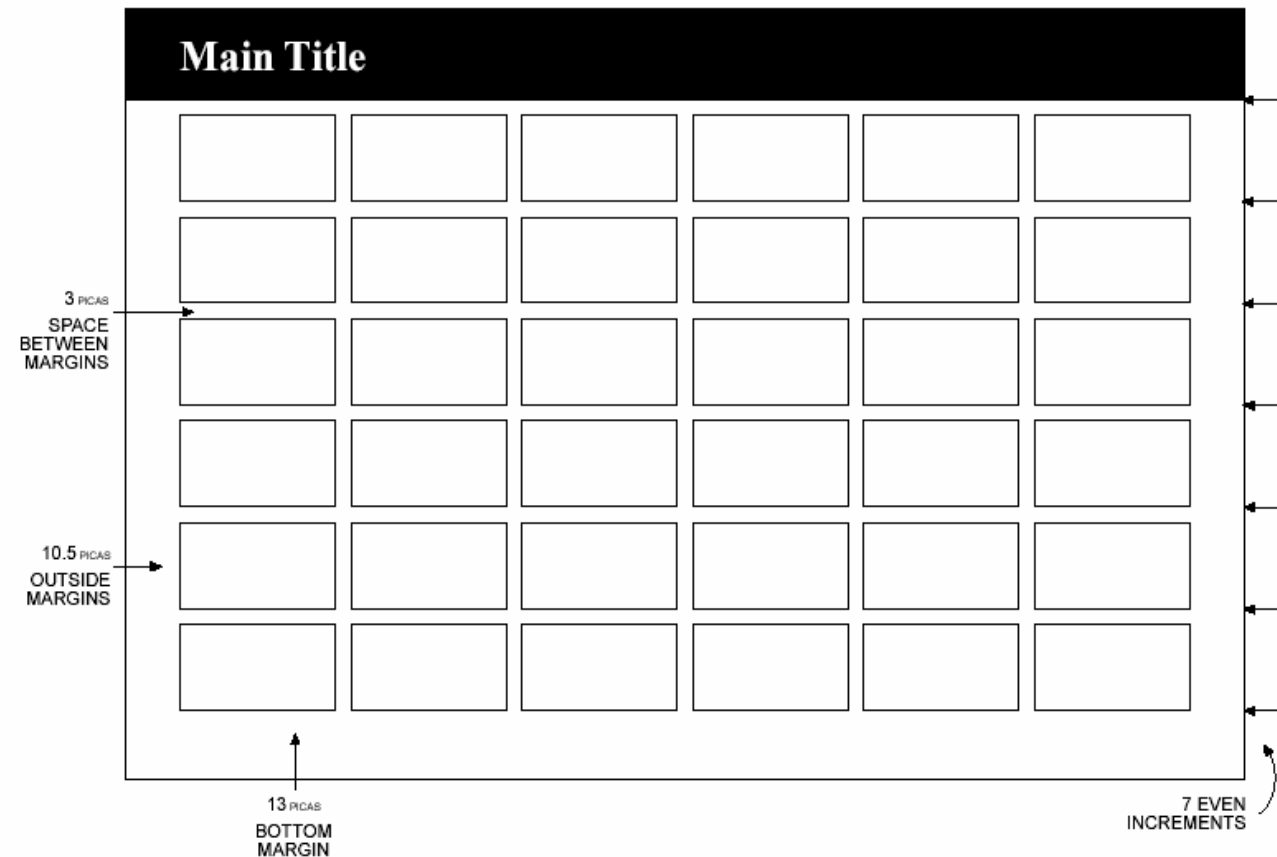 Main Title
3 PICAS
SPACE
BETWEEN
MARGINS
10.5 PICAS
OUTSIDE
MARGINS
13 PICAS
BOTTOM
MARGIN
7 EVEN
INCREMENTS